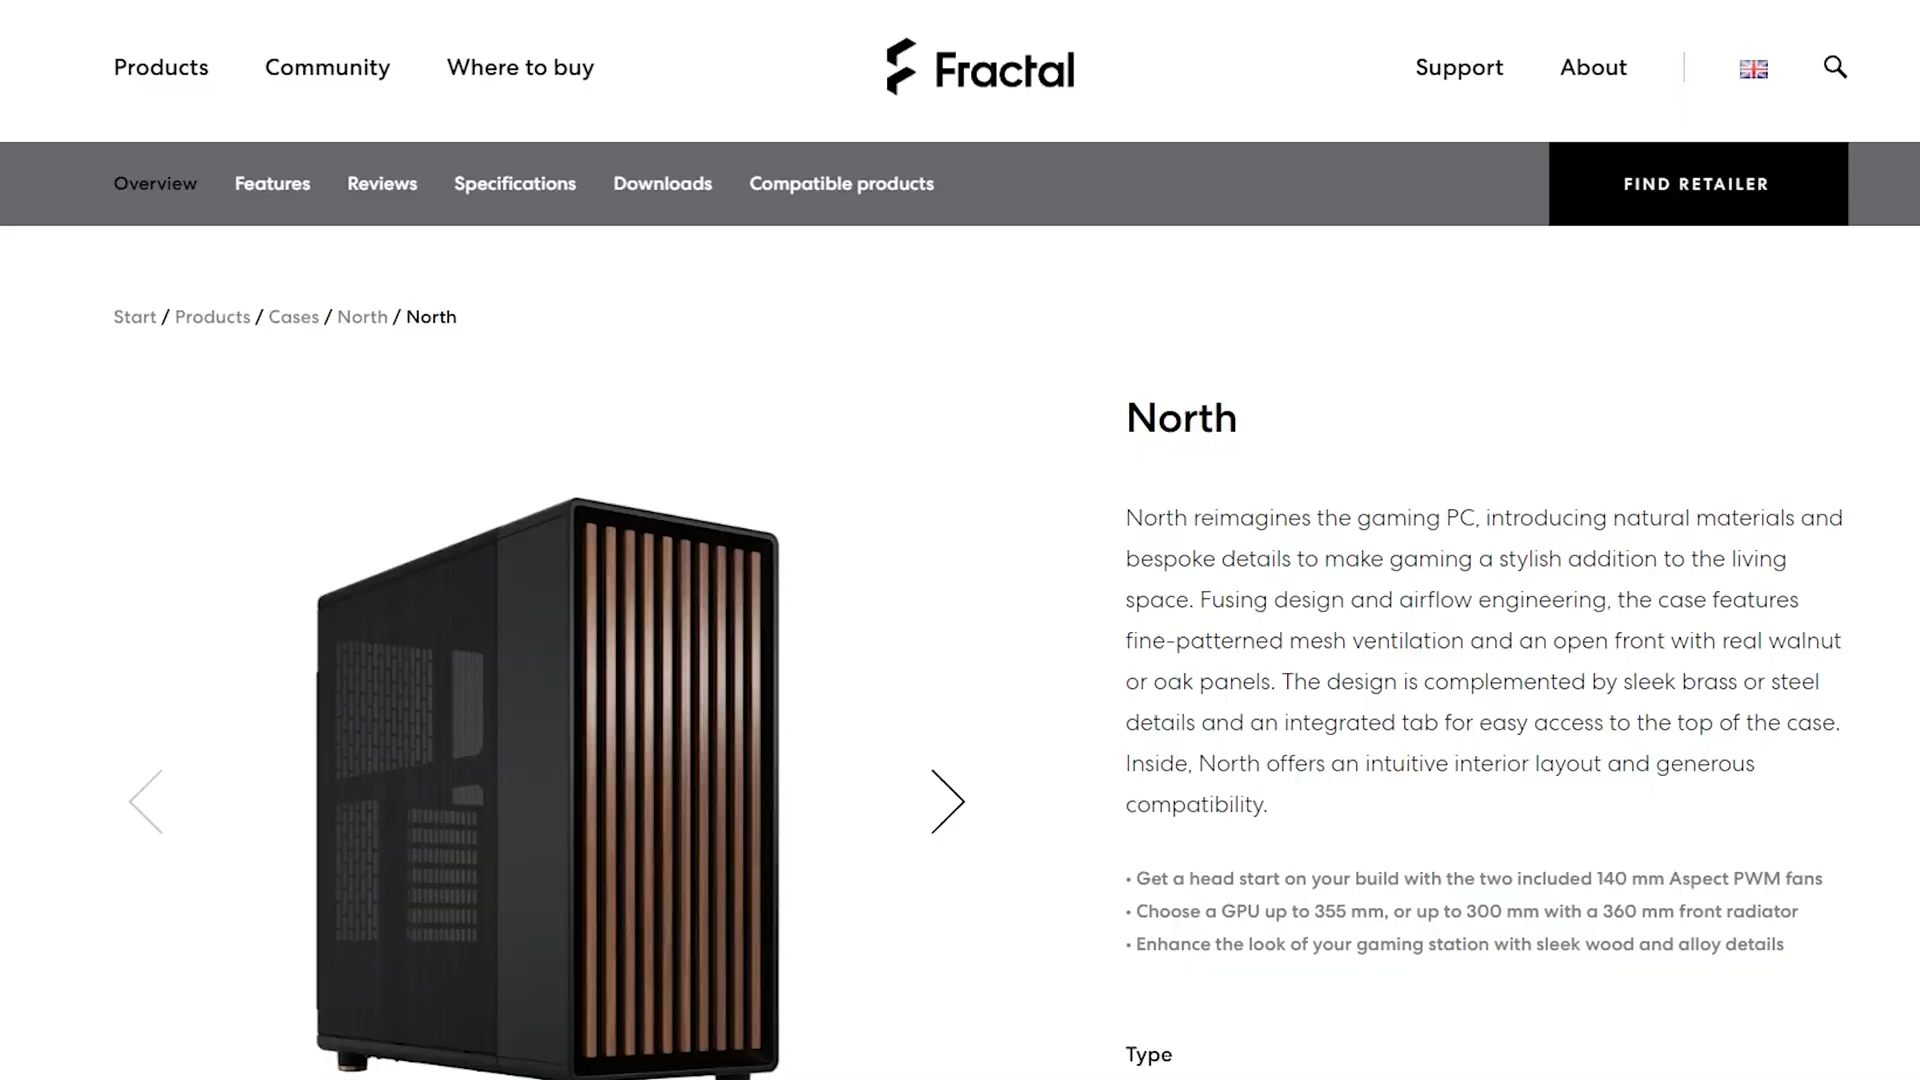 Products Community Where to buy Fractal Support About
Overview Features Reviews Specifications Downloads Compatible products FIND RETAILER
Start / Products / Cases / North / North
North
North reimagines the gaming PC, introducing natural materials and
bespoke details to make gaming a stylish addition to the living
space. Fusing design and airflow engineering, the case features
fine-patterned mesh ventilation and an open front with real walnut
or oak panels. The design is complemented by sleek brass or steel
details and an integrated tab for easy access to the top of the case.
Inside, North offers an intuitive interior layout and generous
compatibility.
• Get a head start on your build with the two included 140 mm Aspect PWM fans
• Choose a GPU up to 355 mm, or up to 300 mm with a 360 mm front radiator
• Enhance the look of your gaming station with sleek wood and alloy details
Type